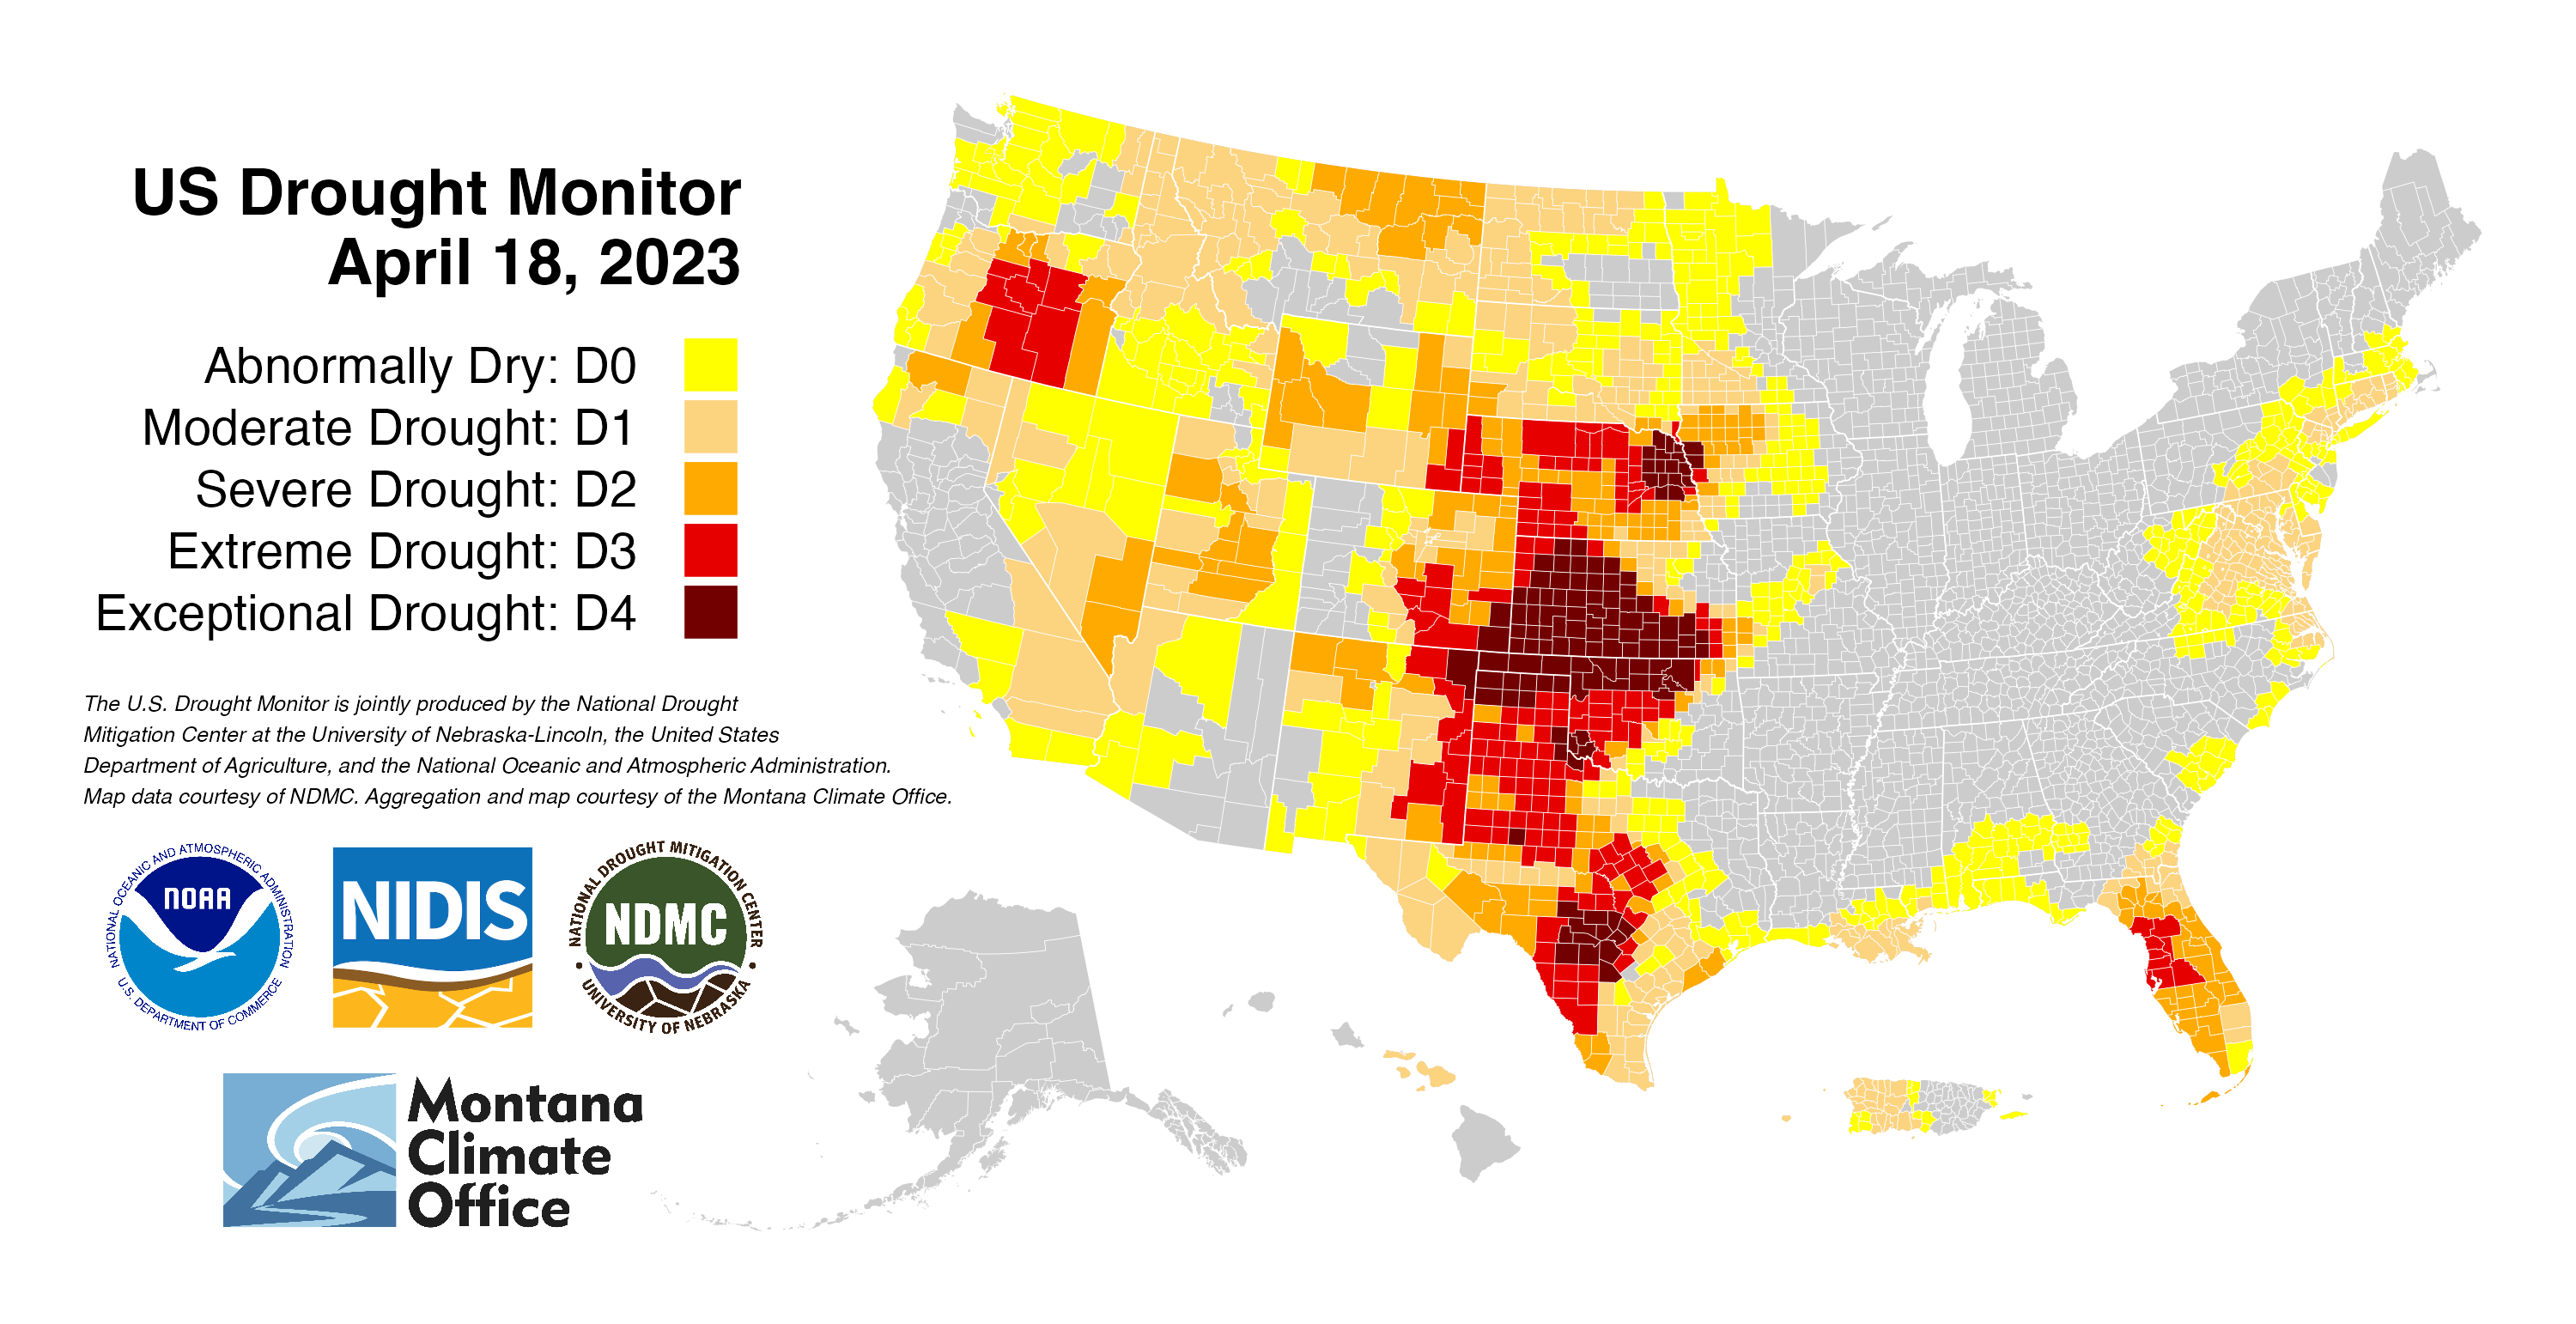 US Drought Monitor
April 18, 2023
Abnormally Dry: D0
Moderate Drought: D1
Severe Drought: D2
Extreme Drought: D3
Exceptional Drought: D4
The U.S. Drought Monitor is jointly produced by the National Drought
Mitigation Center at the University of Nebraska-Lincoln, the United States
Department of Agriculture, and the National Oceanic and Atmospheric Administration.
Map data courtesy of NDMC. Aggregation and map courtesy of the Montana Climate Office.
NATIONAL OCEANIC AND ATMOSPHERIC ADMINISTRATION
NOAA
U.S. DEPARTMENT OF COMMERCE
NIDIS
NATIONAL DROUGHT MITIGATION CENTER
NDMC
UNIVERSITY OF NEBRASKA
Montana
Climate
Office